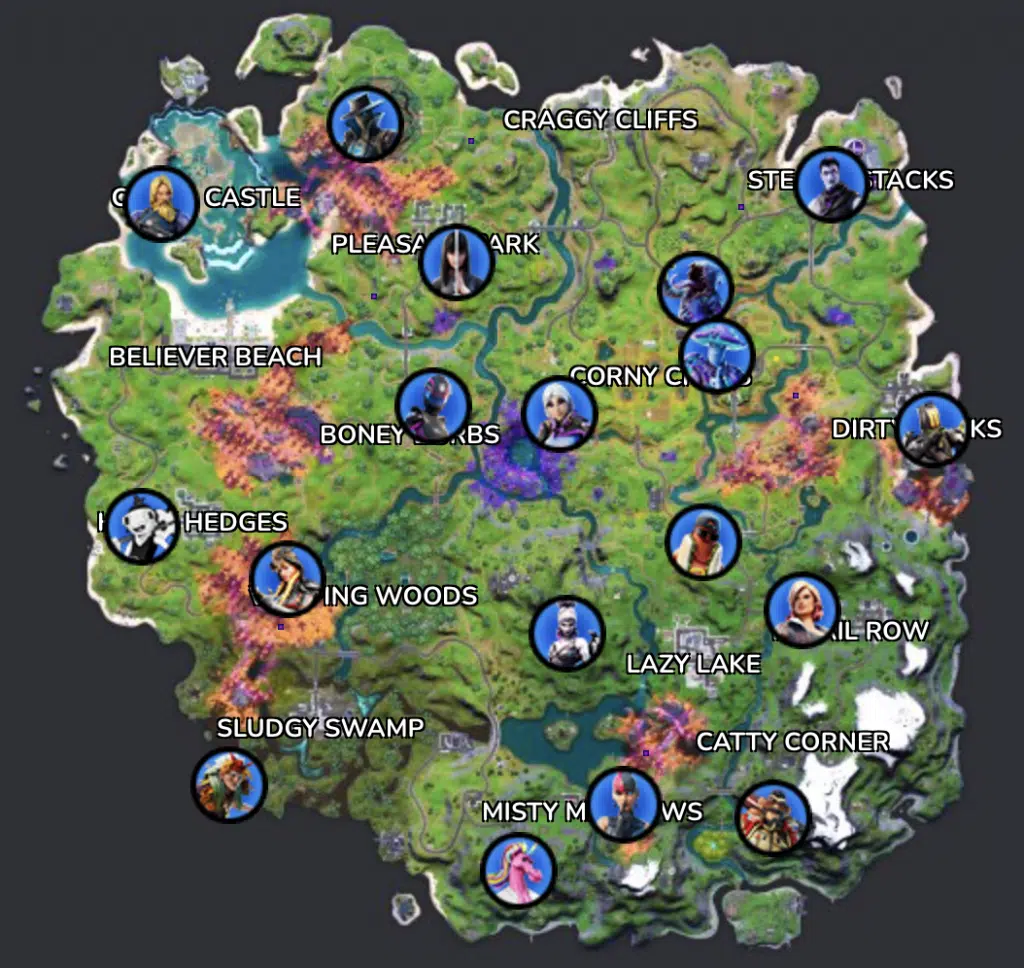 CRAGGY CLIFFS
STE TACKS
CASTLE
PLEASA ARK
BELIEVER BEACH
CORNY C
BONEY RBS
DIRT KS
HEDGES
ING WOODS
AIL ROW
LAZY LAKE
SLUDGY SWAMP
CATTY CORNER
MISTY M WS